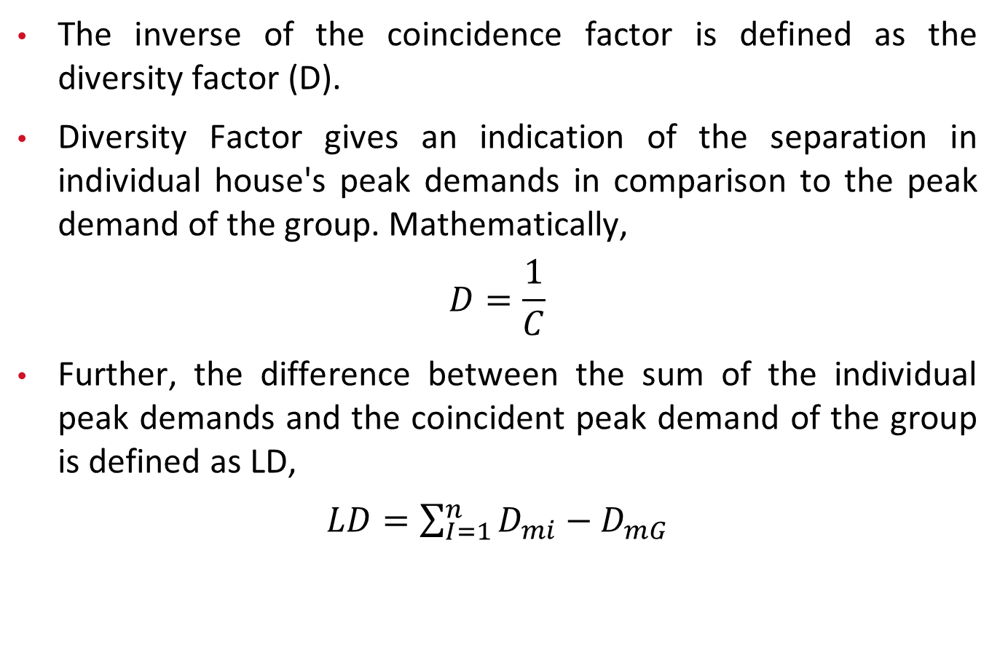 • The inverse of the coincidence factor is defined as the
diversity factor (D).
• Diversity Factor gives an indication of the separation in
individual house's peak demands in comparison to the peak
demand of the group. Mathematically,
D = 1/C
• Further, the difference between the sum of the individual
peak demands and the coincident peak demand of the group
is defined as LD,
LD = ∑_{I=1}^{n} D_{mi} − D_{mG}